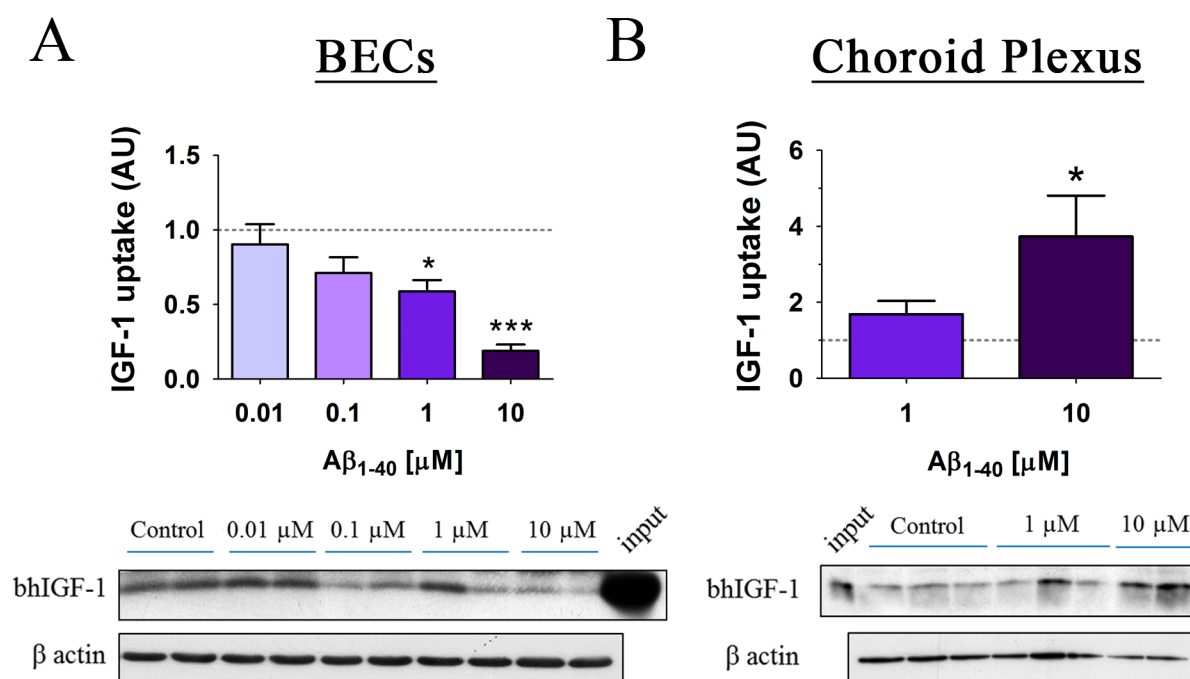 A
BECs
IGF-1 uptake (AU)
1.5
1.0
0.5
0.0
*
***
0.01 0.1 1 10
Aβ1-40 [μM]
Control 0.01 μM 0.1 μM 1 μM 10 μM input
bhIGF-1
β actin
B
Choroid Plexus
IGF-1 uptake (AU)
6
4
2
0
*
1 10
Aβ1-40 [μM]
input Control 1 μM 10 μM
bhIGF-1
β actin